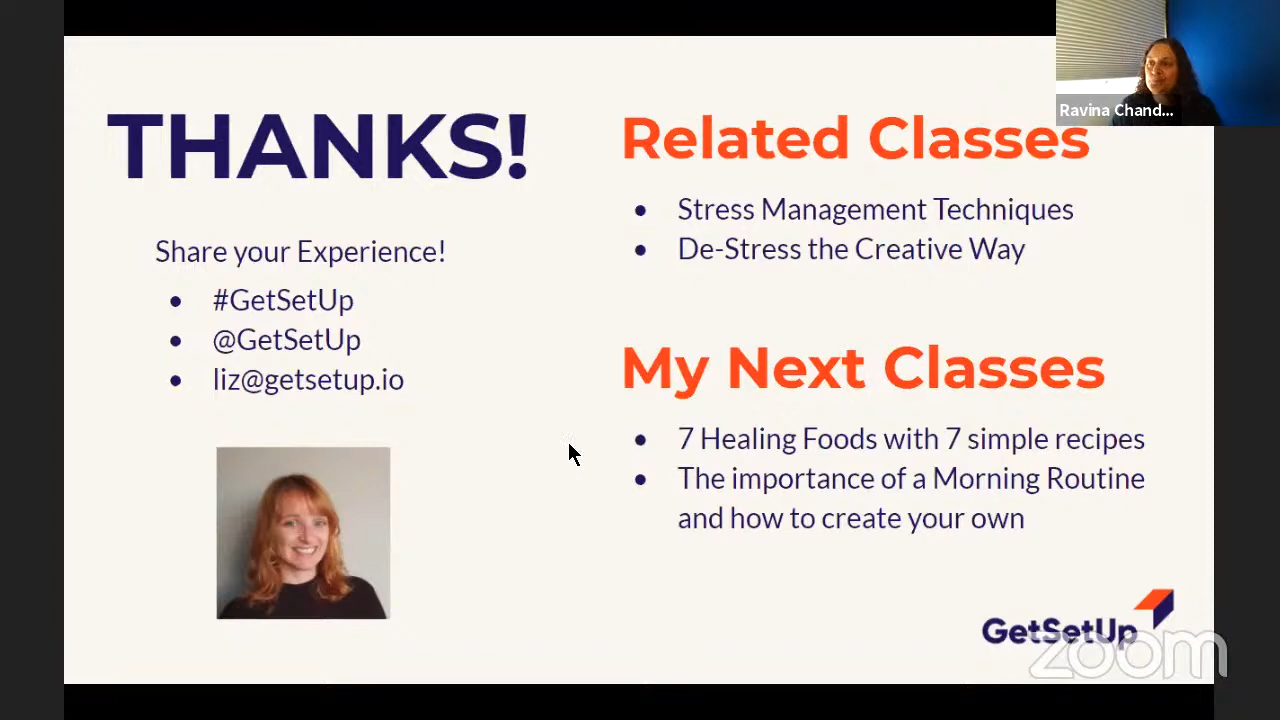 THANKS!
Share your Experience!
• #GetSetUp
• @GetSetUp
• liz@getsetup.io
Related Classes
• Stress Management Techniques
• De-Stress the Creative Way
My Next Classes
• 7 Healing Foods with 7 simple recipes
• The importance of a Morning Routine
and how to create your own
Ravina Chand...
GetSetUp
zoom